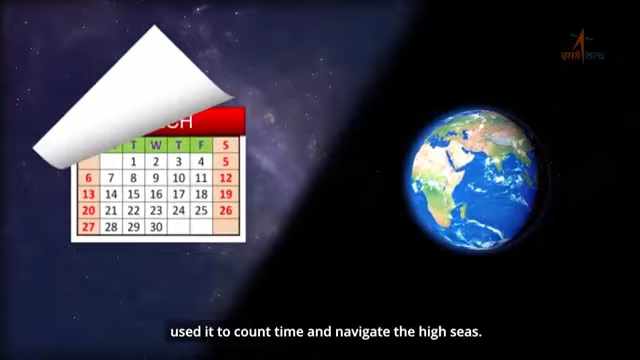 CH
T W T F S
1 2 3 4 5
6 7 8 9 10 11 12
13 14 15 16 17 18 19
20 21 22 23 24 25 26
27 28 29 30
used it to count time and navigate the high seas.